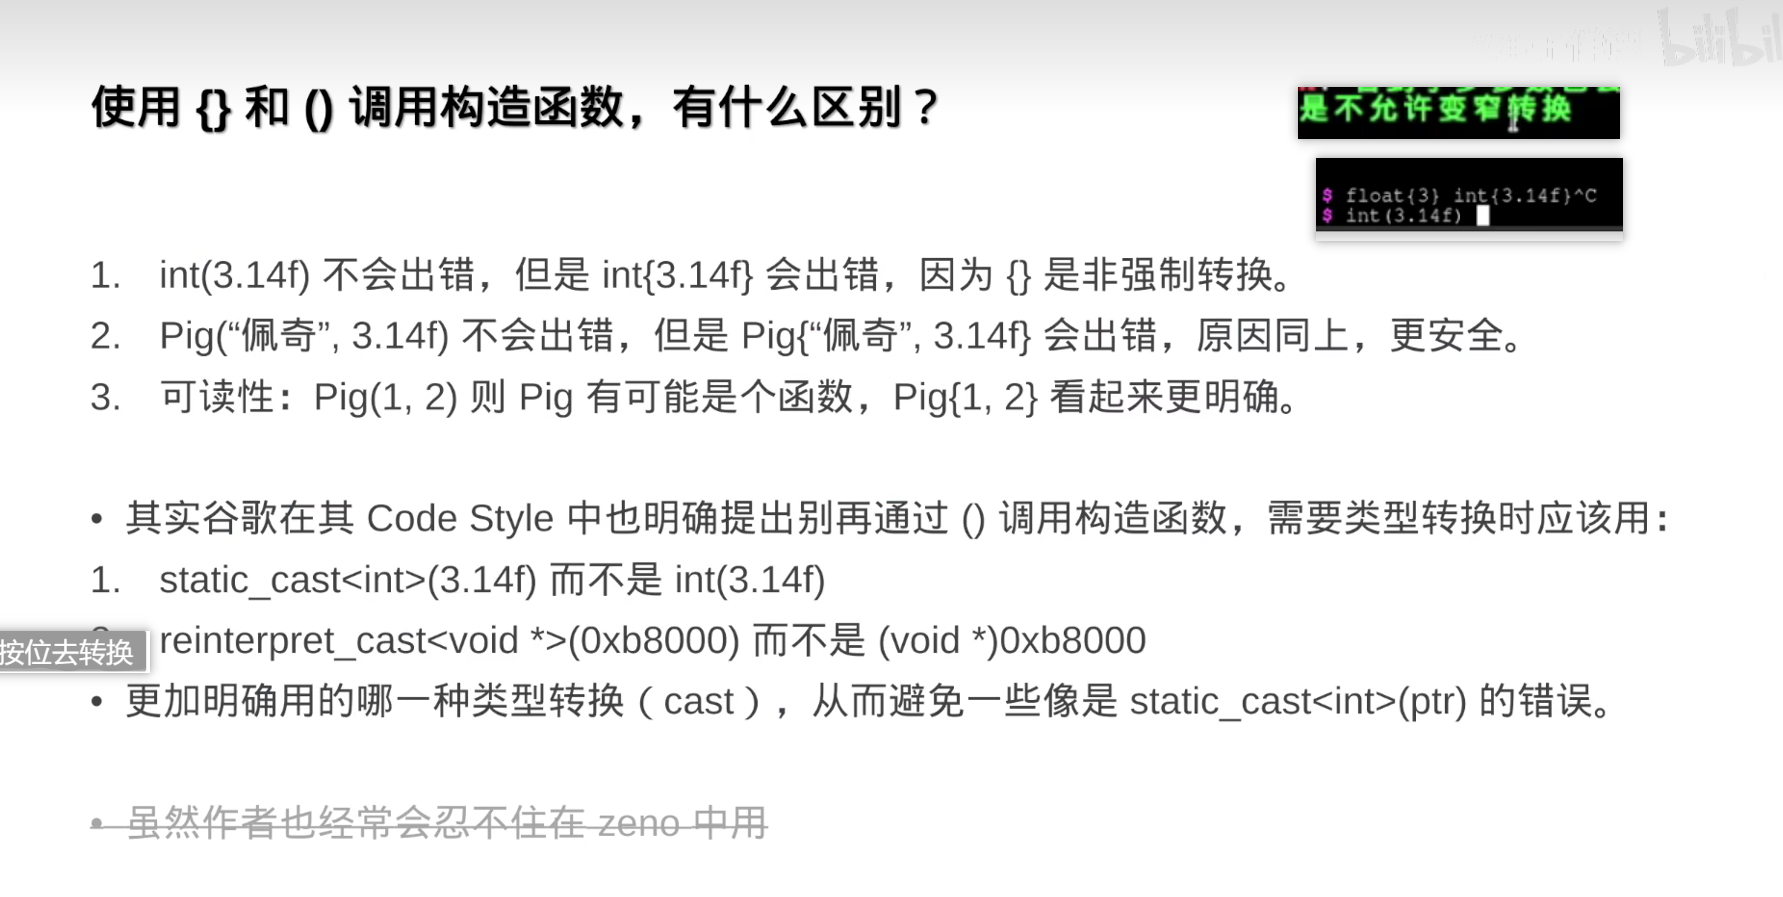 bilibil
使用 {} 和 () 调用构造函数，有什么区别？
是不允许变窄转换
$ float{3} int{3.14f}^C
$ int(3.14f)
1. int(3.14f) 不会出错，但是 int{3.14f} 会出错，因为 {} 是非强制转换。
2. Pig(“佩奇”, 3.14f) 不会出错，但是 Pig{“佩奇”, 3.14f} 会出错，原因同上，更安全。
3. 可读性：Pig(1, 2) 则 Pig 有可能是个函数，Pig{1, 2} 看起来更明确。
• 其实谷歌在其 Code Style 中也明确提出别再通过 () 调用构造函数，需要类型转换时应该用：
1. static_cast<int>(3.14f) 而不是 int(3.14f)
reinterpret_cast<void *>(0xb8000) 而不是 (void *)0xb8000
按位去转换
• 更加明确用的哪一种类型转换（cast），从而避免一些像是 static_cast<int>(ptr) 的错误。
• 虽然作者也经常会忍不住在 zeno 中用